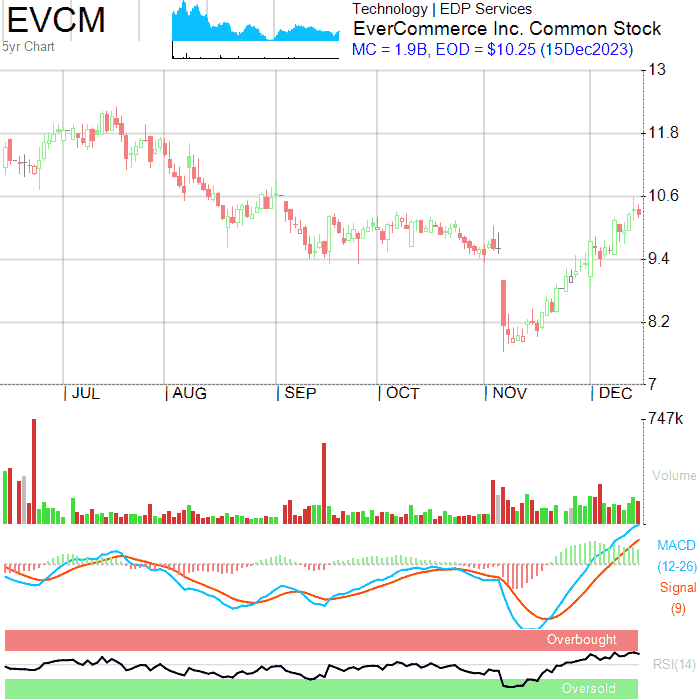 EVCM
5yr Chart
Technology | EDP Services
EverCommerce Inc. Common Stock
MC = 1.9B, EOD = $10.25 (15Dec2023)
13
11.8
10.6
9.4
8.2
7
JUL
AUG
SEP
OCT
NOV
DEC
747k
Volume
MACD
(12-26)
Signal
(9)
Overbought
RSI(14)
Oversold